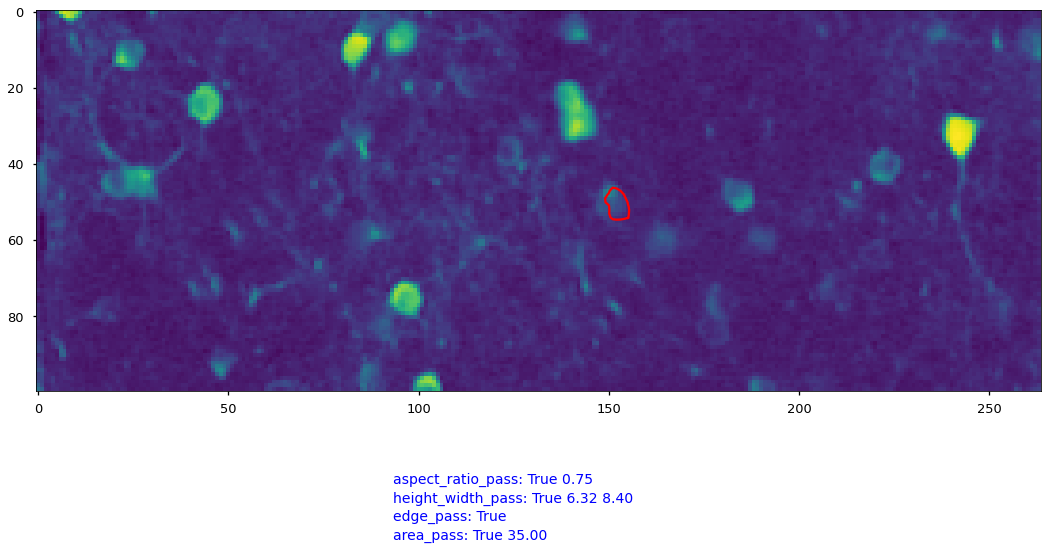 0
20
40
60
80
0 50 100 150 200 250
aspect_ratio_pass: True 0.75
height_width_pass: True 6.32 8.40
edge_pass: True
area_pass: True 35.00